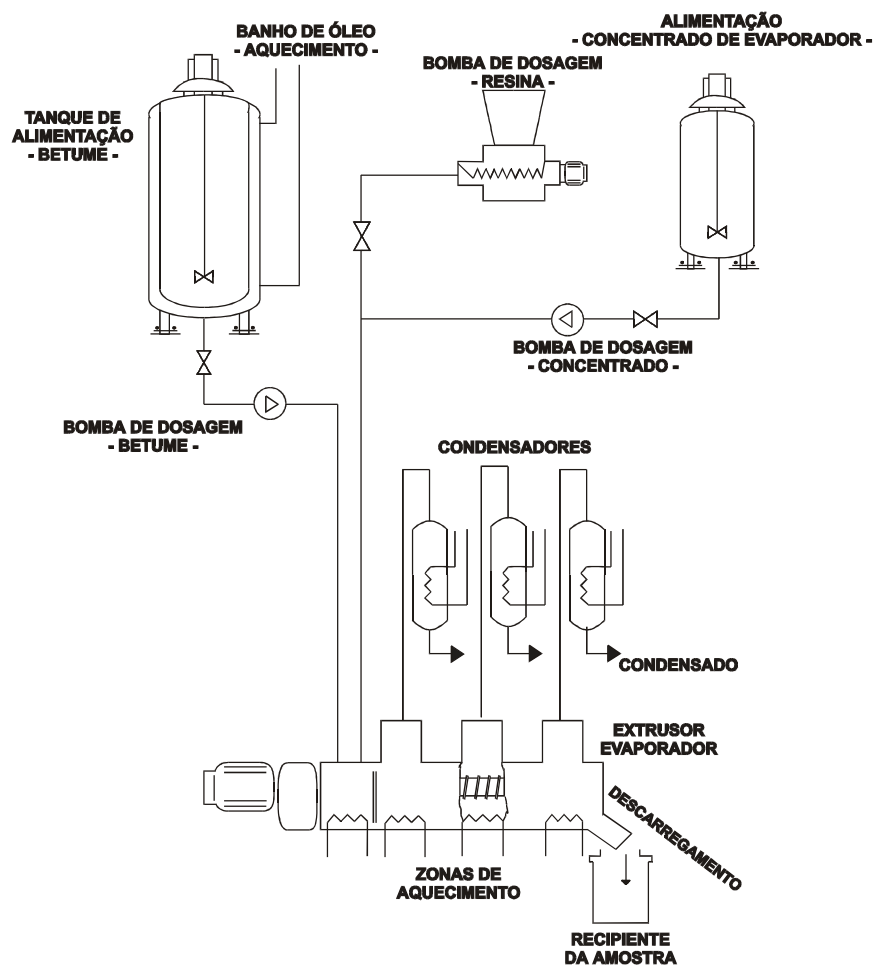 BANHO DE ÓLEO
- AQUECIMENTO -
ALIMENTAÇÃO
- CONCENTRADO DE EVAPORADOR -
BOMBA DE DOSAGEM
- RESINA -
TANQUE DE
ALIMENTAÇÃO
- BETUME -
BOMBA DE DOSAGEM
- CONCENTRADO -
BOMBA DE DOSAGEM
- BETUME -
CONDENSADORES
CONDENSADO
EXTRUSOR
EVAPORADOR
DESCARREGAMENTO
ZONAS DE
AQUECIMENTO
RECIPIENTE
DA AMOSTRA